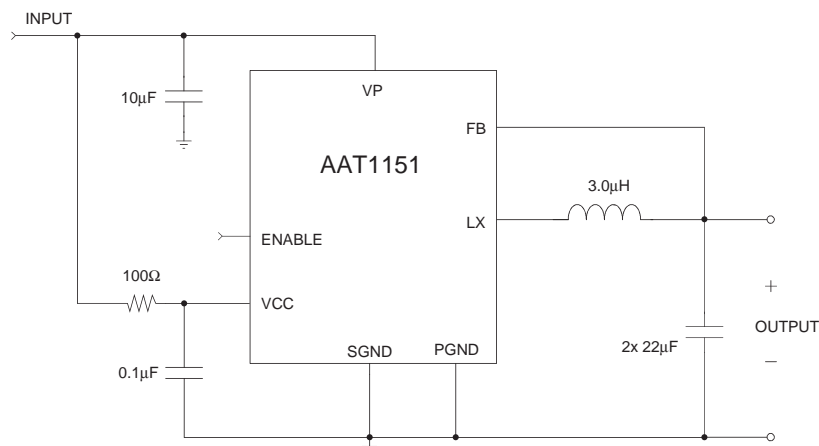 INPUT
10μF
VP
FB
AAT1151
3.0μH
LX
ENABLE
100Ω
VCC
+
OUTPUT
2x 22μF
SGND
PGND
–
0.1μF